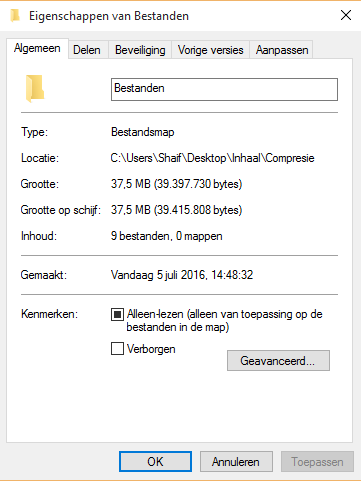 Eigenschappen van Bestanden
Algemeen Delen Beveiliging Vorige versies Aanpassen
Bestanden
Type: Bestandsmap
Locatie: C:\Users\Shaif\Desktop\Inhaal\Compresie
Grootte: 37,5 MB (39.397.730 bytes)
Grootte op schijf: 37,5 MB (39.415.808 bytes)
Inhoud: 9 bestanden, 0 mappen
Gemaakt: Vandaag 5 juli 2016, 14:48:32
Kenmerken: Alleen-lezen (alleen van toepassing op de
bestanden in de map)
Verborgen
Geavanceerd...
OK Annuleren Toepassen